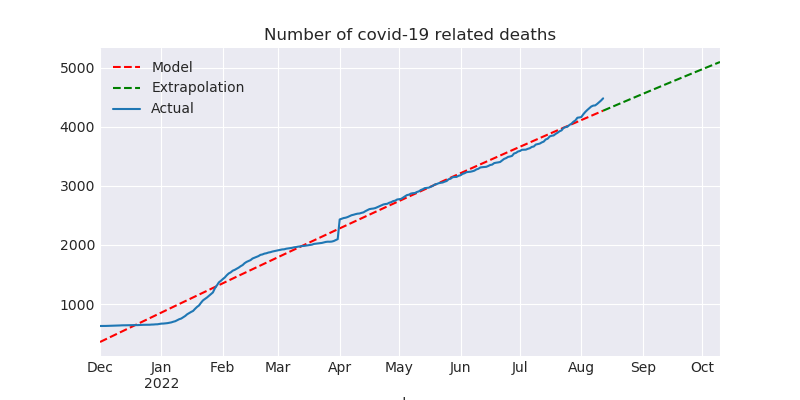 Number of covid-19 related deaths
Model
Extrapolation
Actual
5000
4000
3000
2000
1000
Dec Jan Feb Mar Apr May Jun Jul Aug Sep Oct
2022